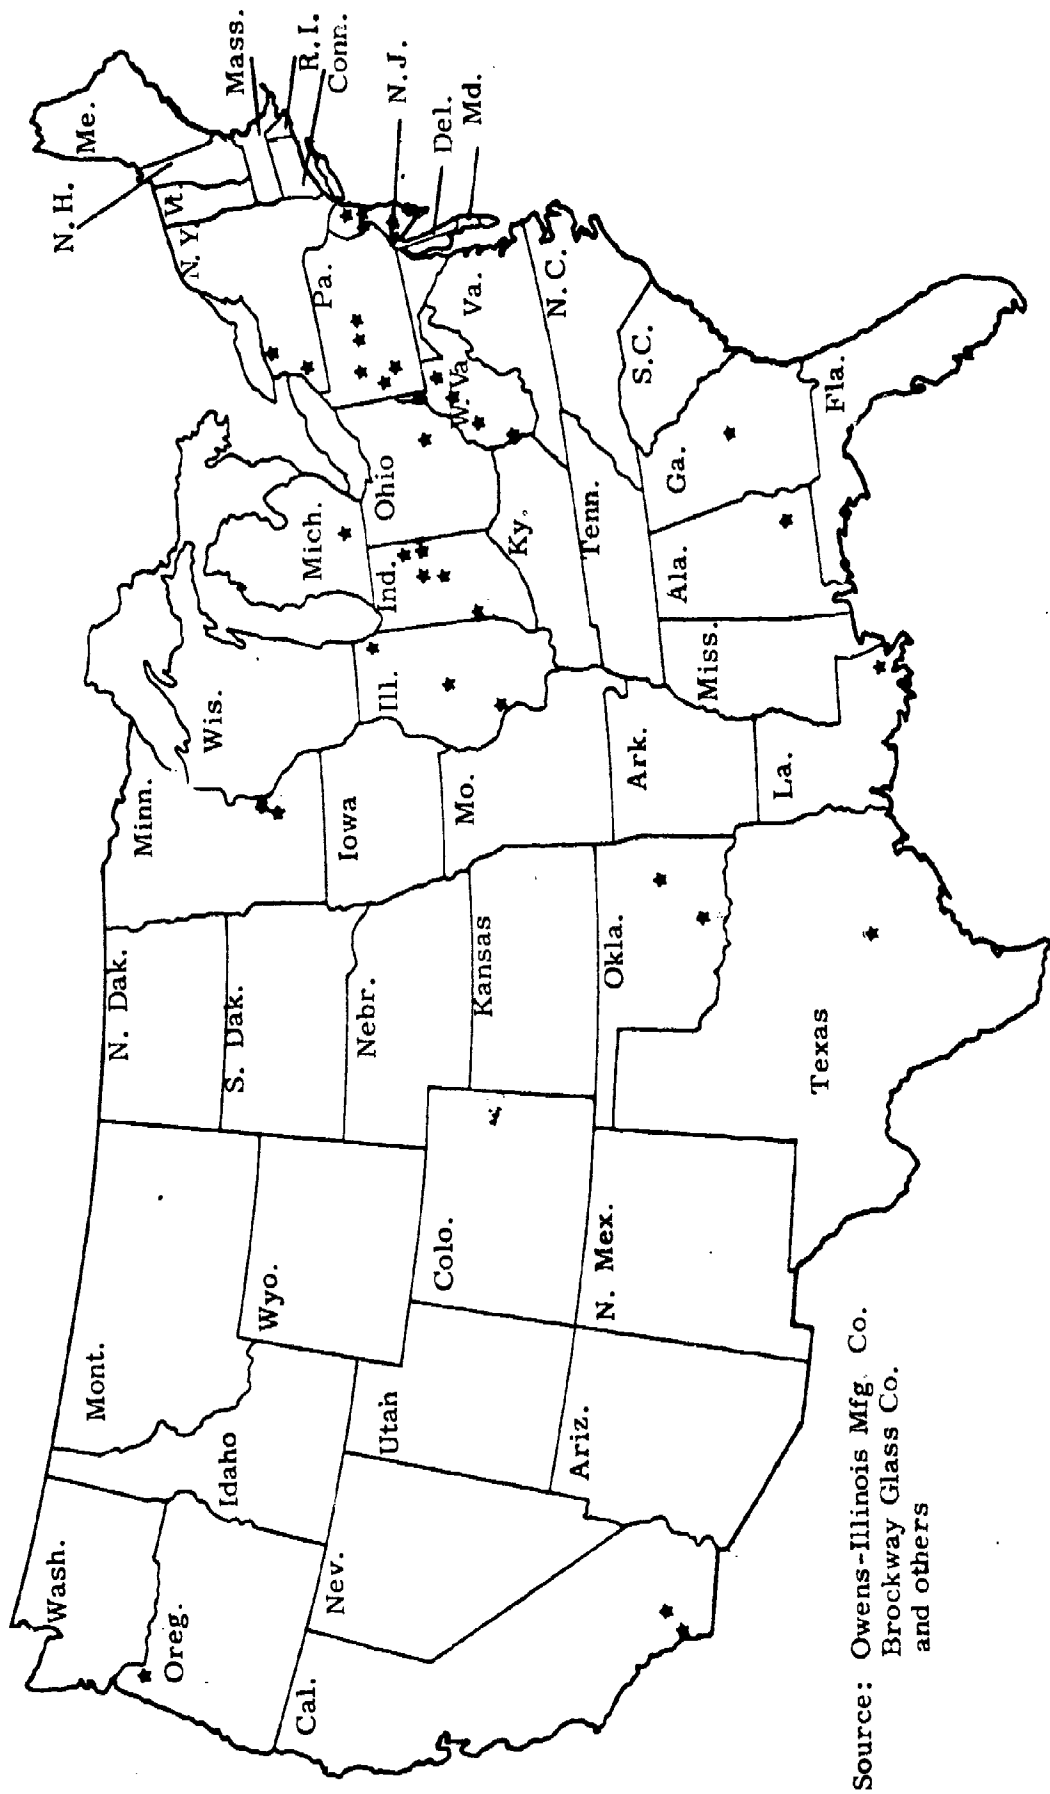 Wash.
Oreg.
Cal.
Nev.
Idaho
Mont.
Wyo.
Utah
Ariz.
Colo.
N. Mex.
N. Dak.
S. Dak.
Nebr.
Kansas
Okla.
Texas
Minn.
Iowa
Mo.
Ark.
La.
Wis.
Ill.
Mich.
Ind.
Ohio
Ky.
Tenn.
Miss.
Ala.
Ga.
Fla.
S.C.
N. C.
Va.
W. Va
Pa.
N. Y.
Vt.
N. H.
Me.
Mass.
R. I.
Conn.
N. J.
Del.
Md.
Source: Owens-Illinois Mfg. Co.
Brockway Glass Co.
and others